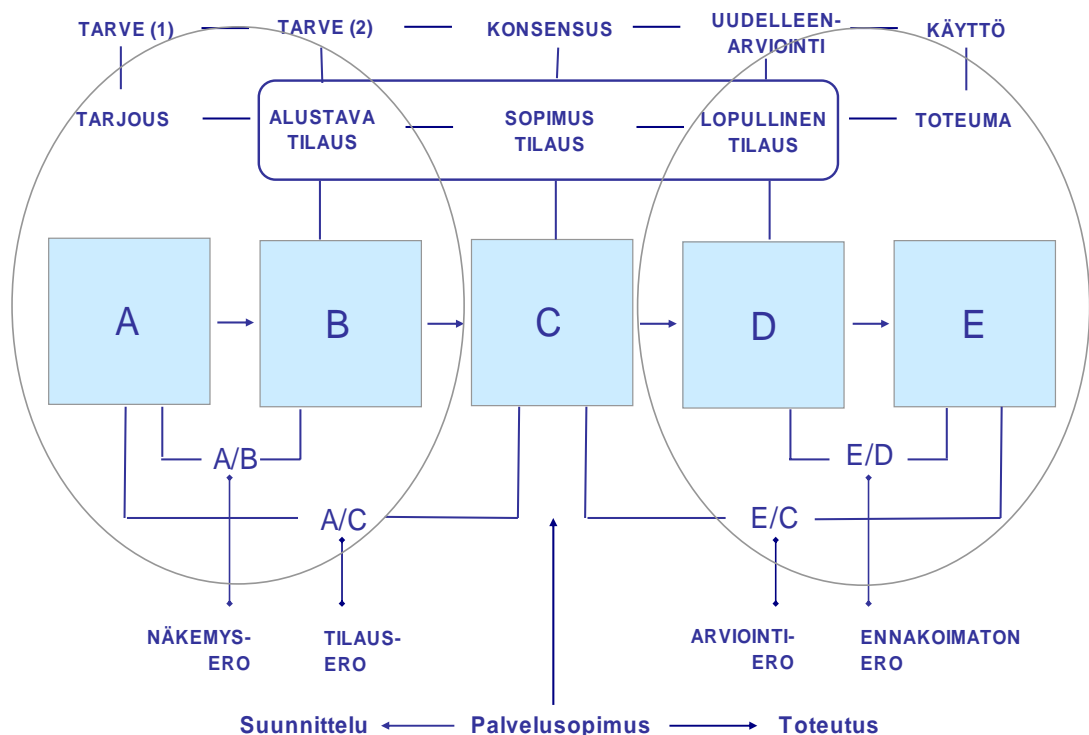 TARVE (1)
TARVE (2)
KONSENSUS
UUDELLEEN-
ARVIOINTI
KÄYTTÖ
TARJOUS
ALUSTAVA
TILAUS
SOPIMUS
TILAUS
LOPULLINEN
TILAUS
TOTEUMA
A
B
C
D
E
A/B
E/D
A/C
E/C
NÄKEMYS-
ERO
TILAUS-
ERO
ARVIOINTI-
ERO
ENNAKOIMATON
ERO
Suunnittelu
Palvelusopimus
Toteutus